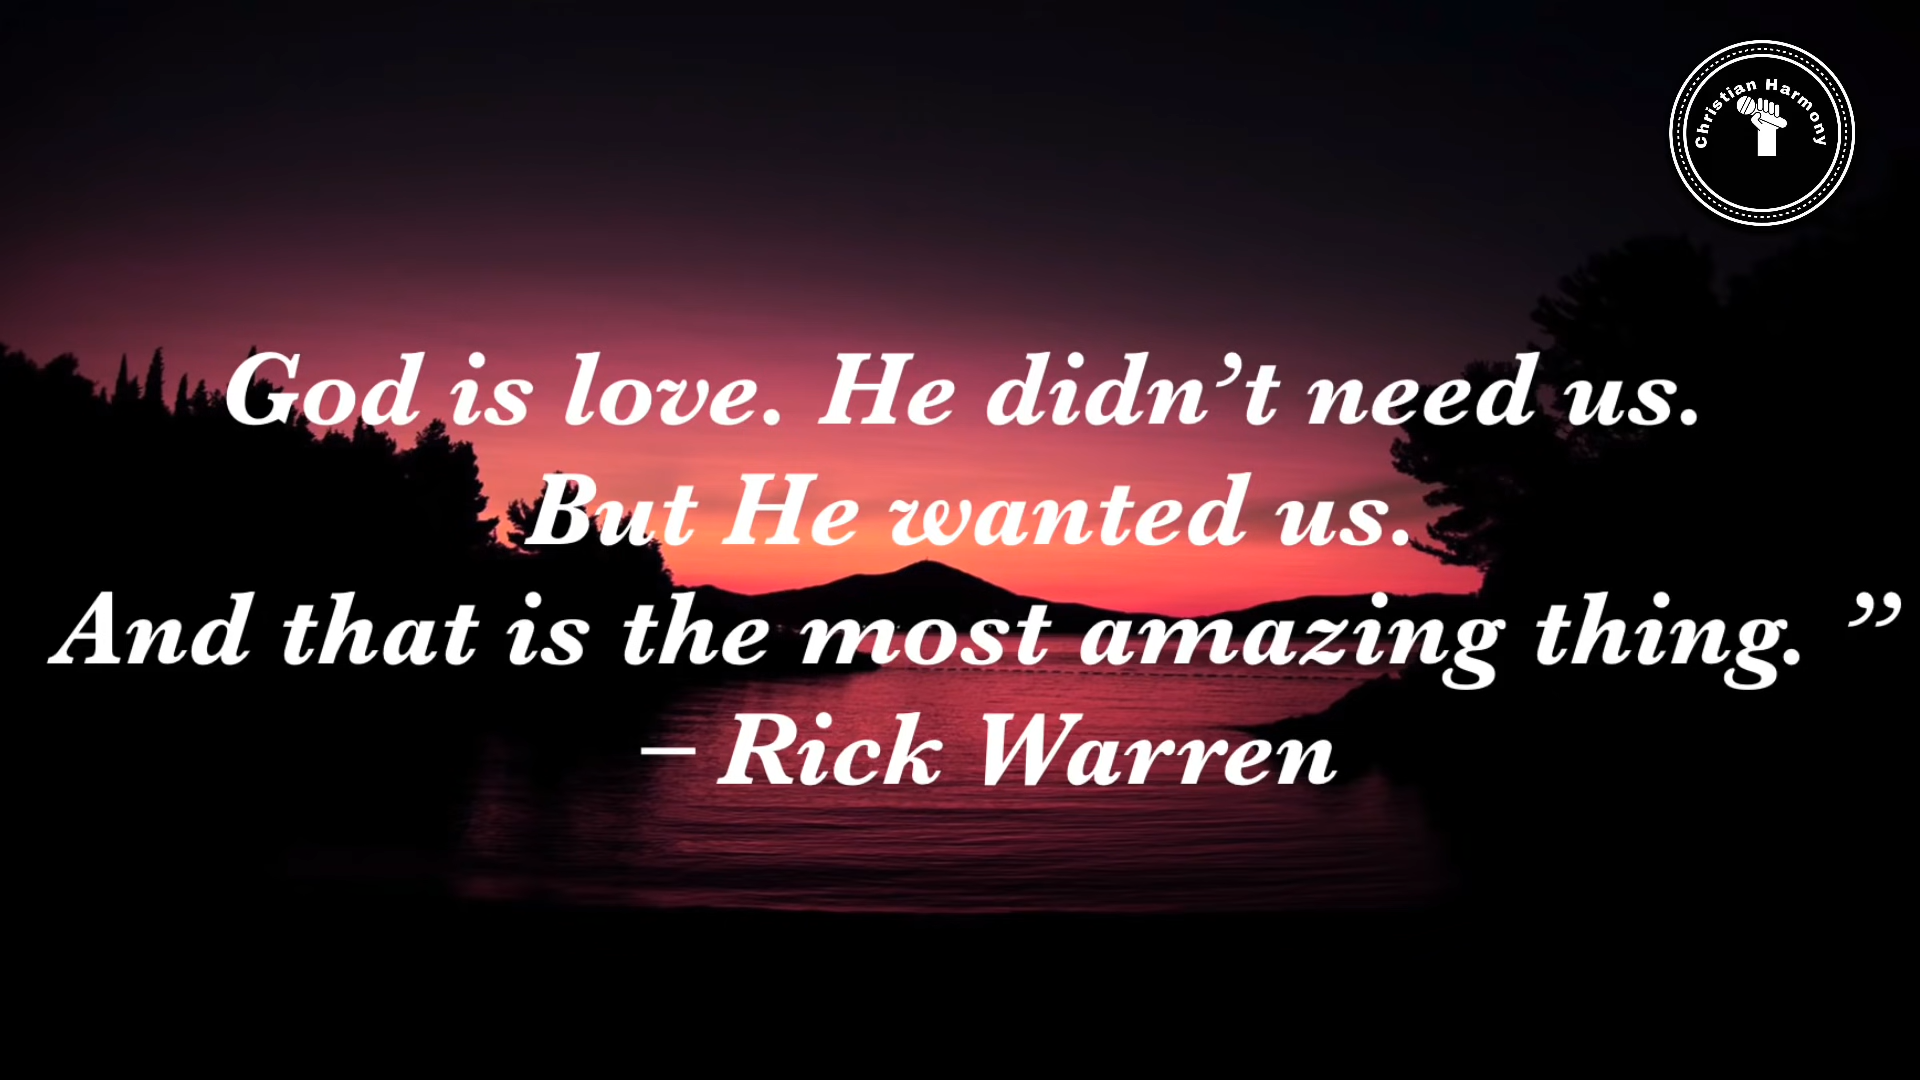 Christian Harmony
God is love. He didn’t need us.
But He wanted us.
And that is the most amazing thing. ”
– Rick Warren